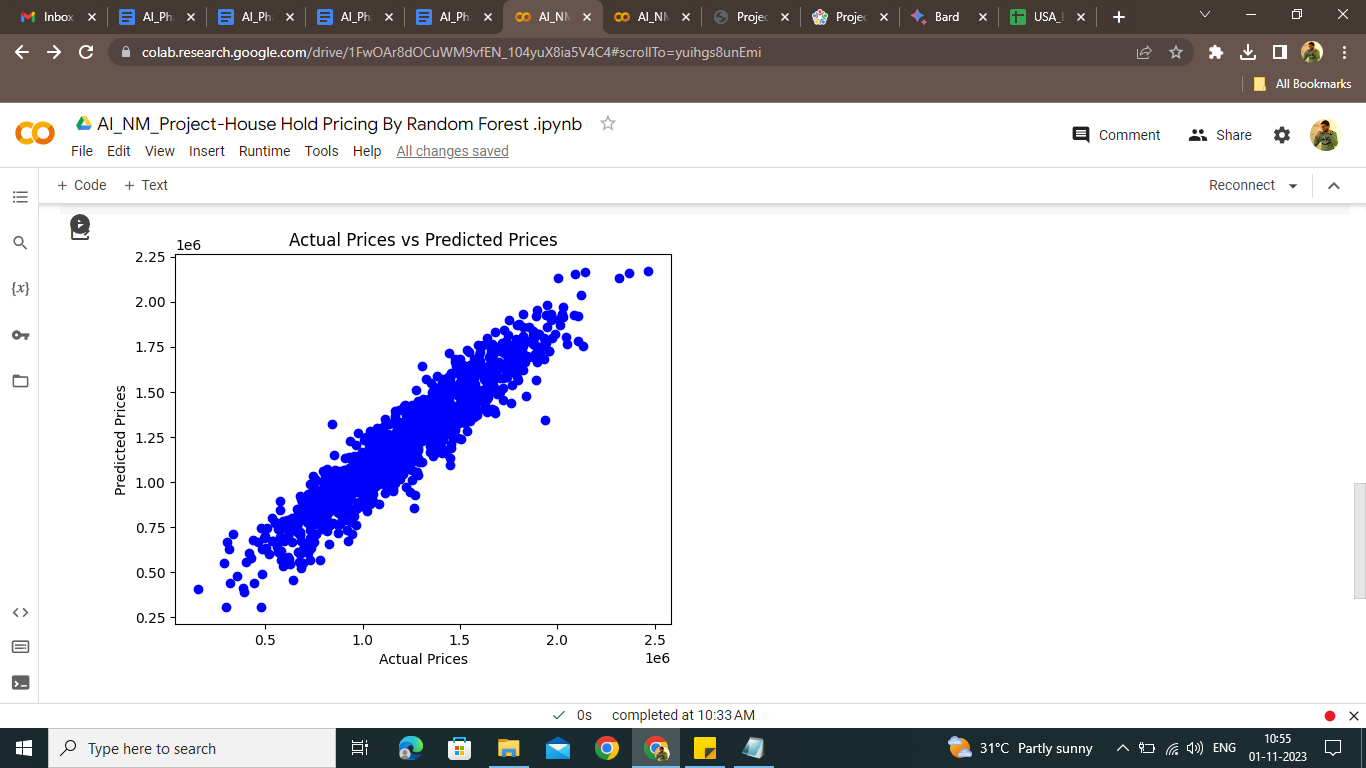 Inbox AI_Ph AI_Ph AI_Ph AI_Ph AI_NM AI_NM Projec Projec Bard USA_
colab.research.google.com/drive/1FwOAr8dOCuWM9vfEN_104yuX8ia5V4C4#scrollTo=yuihgs8unEmi
All Bookmarks
AI_NM_Project-House Hold Pricing By Random Forest .ipynb
Comment Share
File Edit View Insert Runtime Tools Help All changes saved
+ Code + Text Reconnect
Actual Prices vs Predicted Prices
1e6
2.25
2.00
1.75
1.50
1.25
1.00
0.75
0.50
0.25
Predicted Prices
0.5 1.0 1.5 2.0 2.5
Actual Prices
1e6
{x}
0s completed at 10:33 AM
Type here to search
31°C Partly sunny
ENG
10:55
01-11-2023